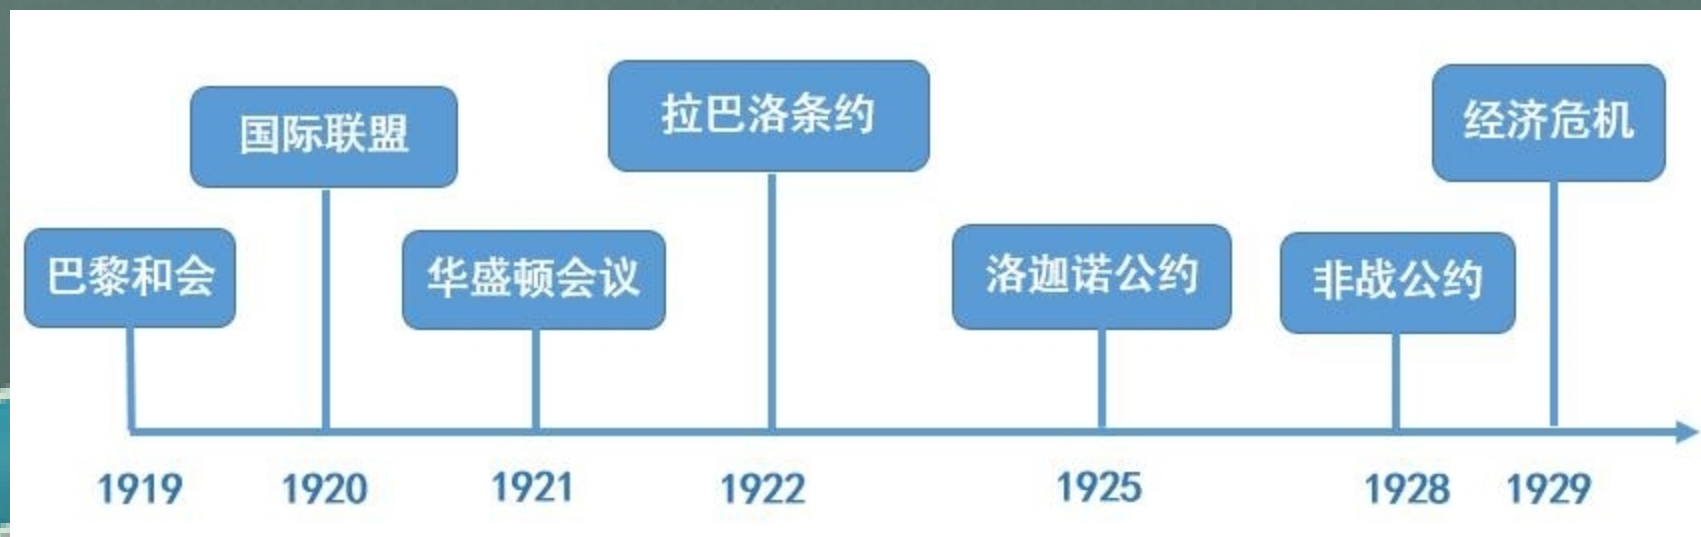 国际联盟
拉巴洛条约
经济危机
巴黎和会
华盛顿会议
洛迦诺公约
非战公约
1919
1920
1921
1922
1925
1928
1929